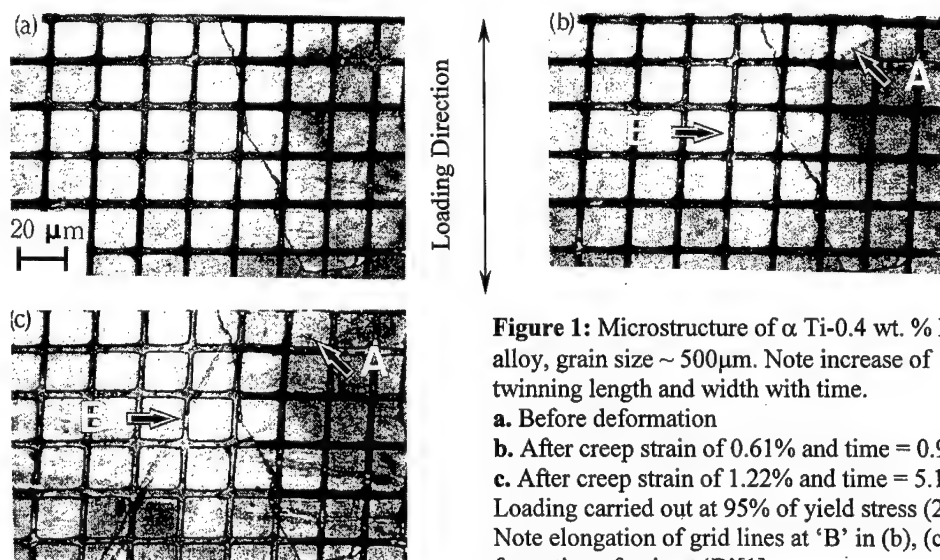 (a)
20 μm
Loading Direction
(b)
A
B
(c)
A
B
Figure 1: Microstructure of α Ti-0.4 wt. %
alloy, grain size ~ 500μm. Note increase of
twinning length and width with time.
a. Before deformation
b. After creep strain of 0.61% and time = 0.9
c. After creep strain of 1.22% and time = 5.1
Loading carried out at 95% of yield stress (2
Note elongation of grid lines at ‘B’ in (b), (c